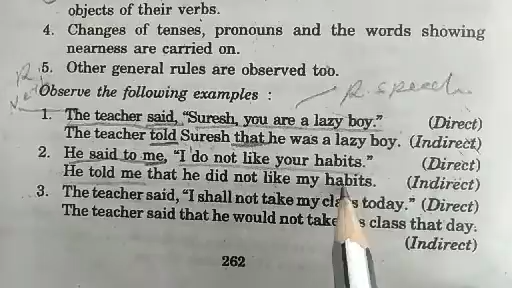 objects of their verbs.
4. Changes of tenses, pronouns and the words showing
nearness are carried on.
5. Other general rules are observed too.
Observe the following examples :
R. speech
1. The teacher said, “Suresh, you are a lazy boy.” (Direct)
The teacher told Suresh that he was a lazy boy. (Indirect)
2. He said to me, “I do not like your habits.” (Direct)
He told me that he did not like my habits. (Indirect)
3. The teacher said, “I shall not take my class today.” (Direct)
The teacher said that he would not take class that day.
(Indirect)
262